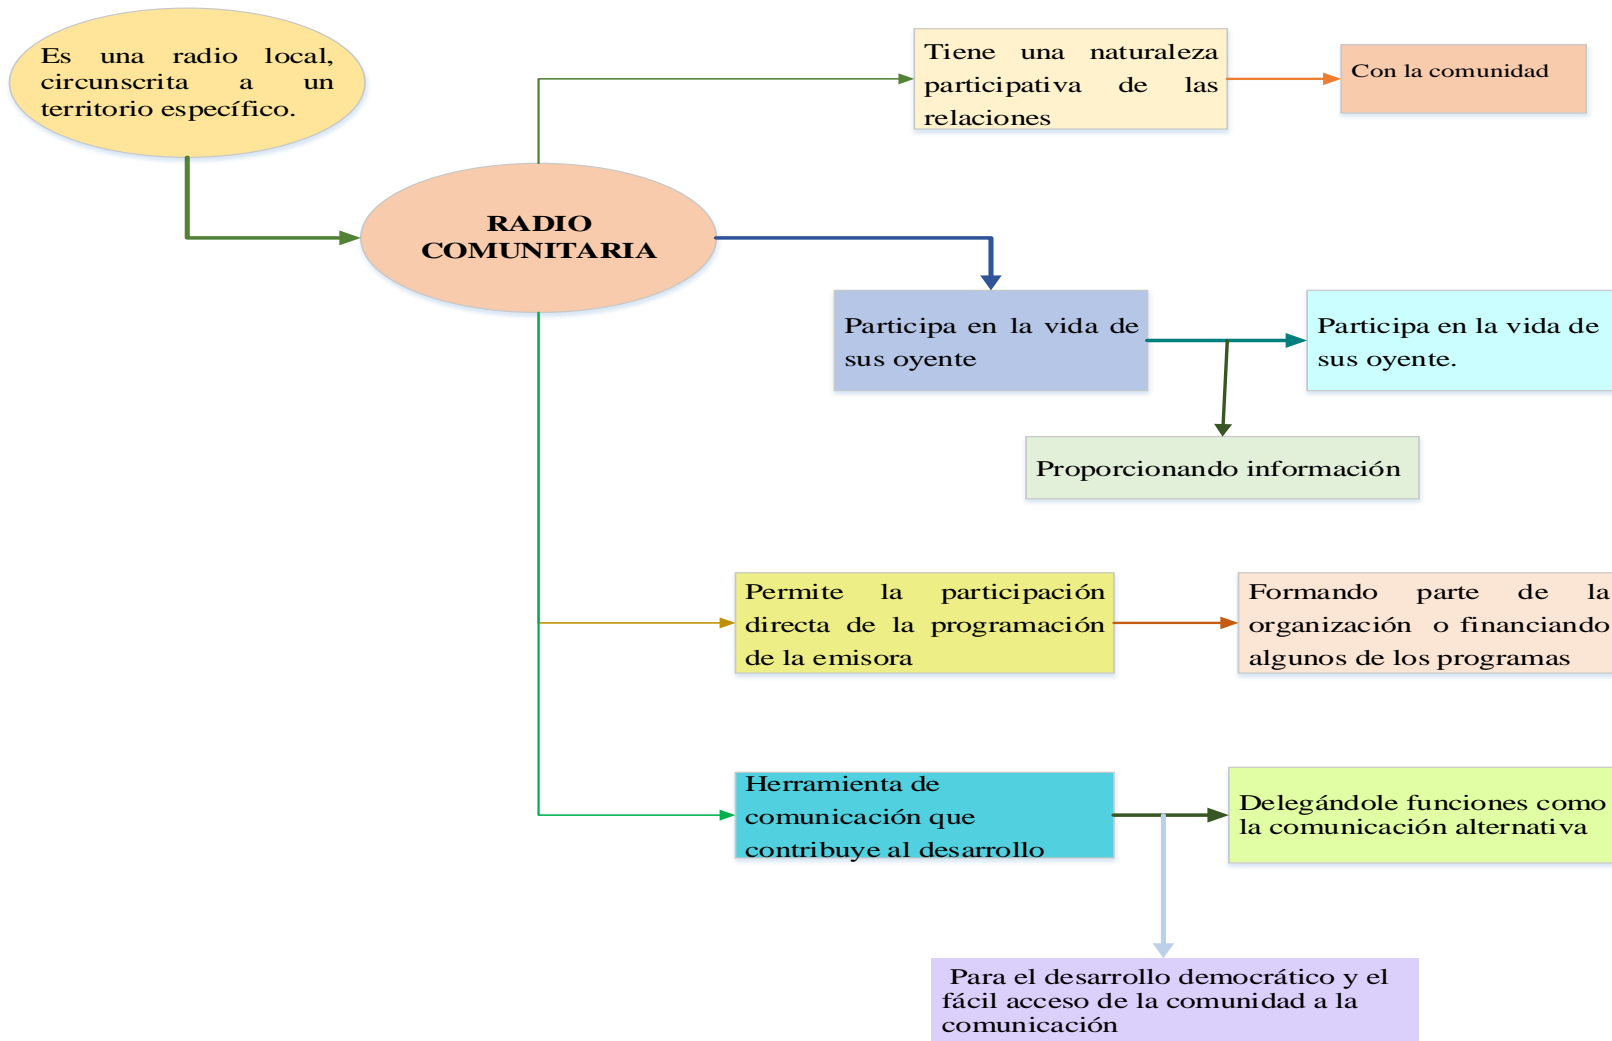 Es una radio local,
circunscrita a un
territorio específico.
Tiene una naturaleza
participativa de las
relaciones
Con la comunidad
RADIO
COMUNITARIA
Participa en la vida de
sus oyente
Participa en la vida de
sus oyente.
Proporcionando información
Permite la participación
directa de la programación
de la emisora
Formando parte de la
organización o financiando
algunos de los programas
Herramienta de
comunicación que
contribuye al desarrollo
Delegándole funciones como
la comunicación alternativa
Para el desarrollo democrático y el
fácil acceso de la comunidad a la
comunicación